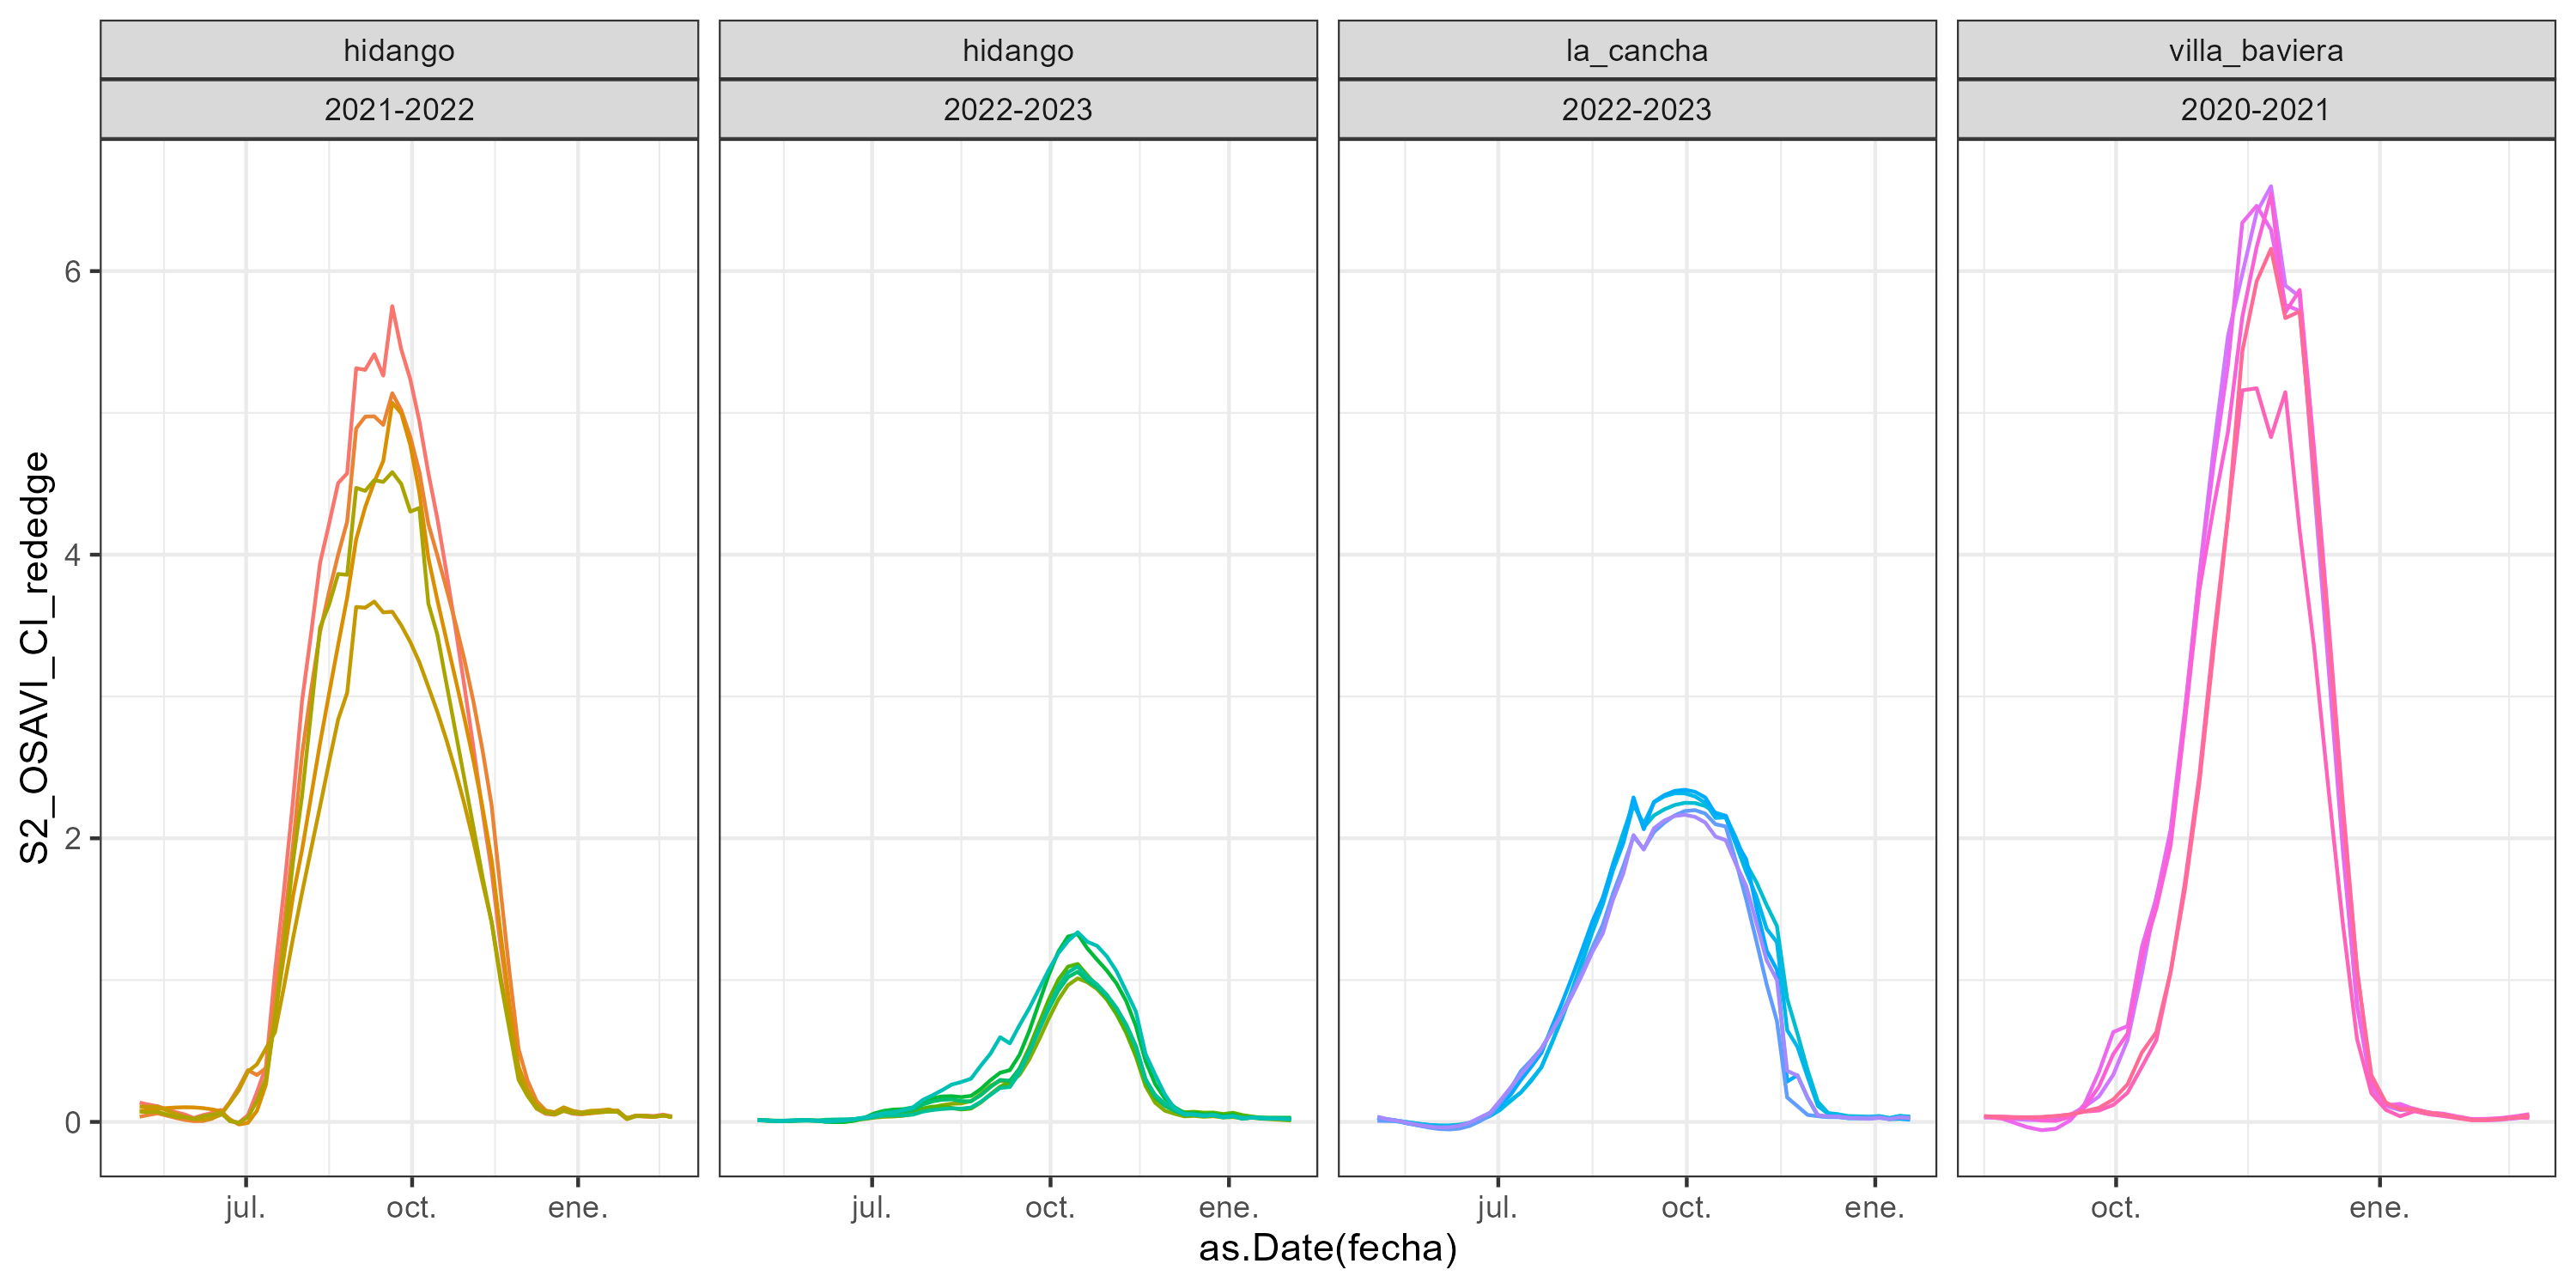 hidango
hidango
la_cancha
villa_baviera
2021-2022
2022-2023
2022-2023
2020-2021
S2_OSAVI_CI_rededge
6
4
2
0
jul.
oct.
ene.
jul.
oct.
ene.
jul.
oct.
ene.
oct.
ene.
as.Date(fecha)